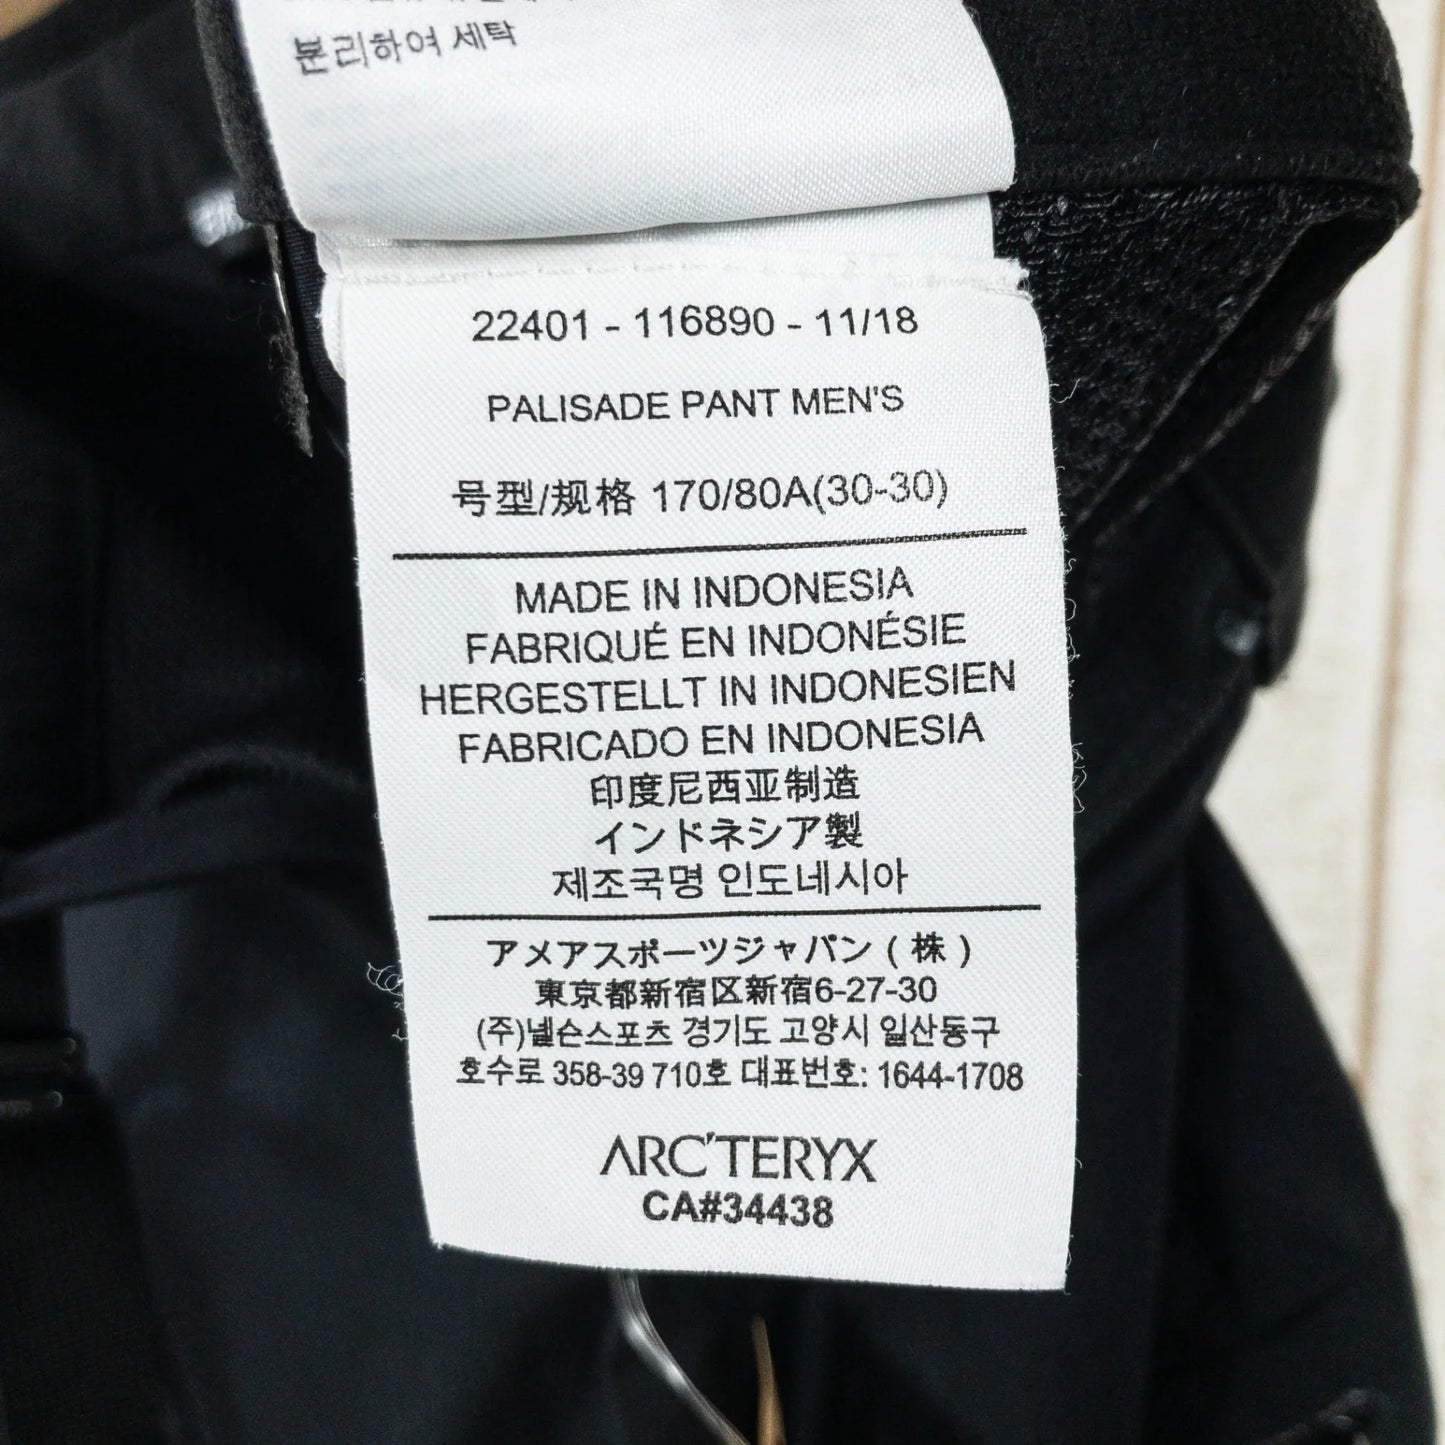 분리하여 세탁
22401 - 116890 - 11/18
PALISADE PANT MEN'S
号型/规格 170/80A(30-30)
MADE IN INDONESIA
FABRIQUÉ EN INDONÉSIE
HERGESTELLT IN INDONESIEN
FABRICADO EN INDONESIA
印度尼西亚制造
インドネシア製
제조국명 인도네시아
アメアスポーツジャパン ( 株 )
東京都新宿区新宿6-27-30
(주)넬슨스포츠 경기도 고양시 일산동구
호수로 358-39 710호 대표번호: 1644-1708
ARC'TERYX
CA#34438